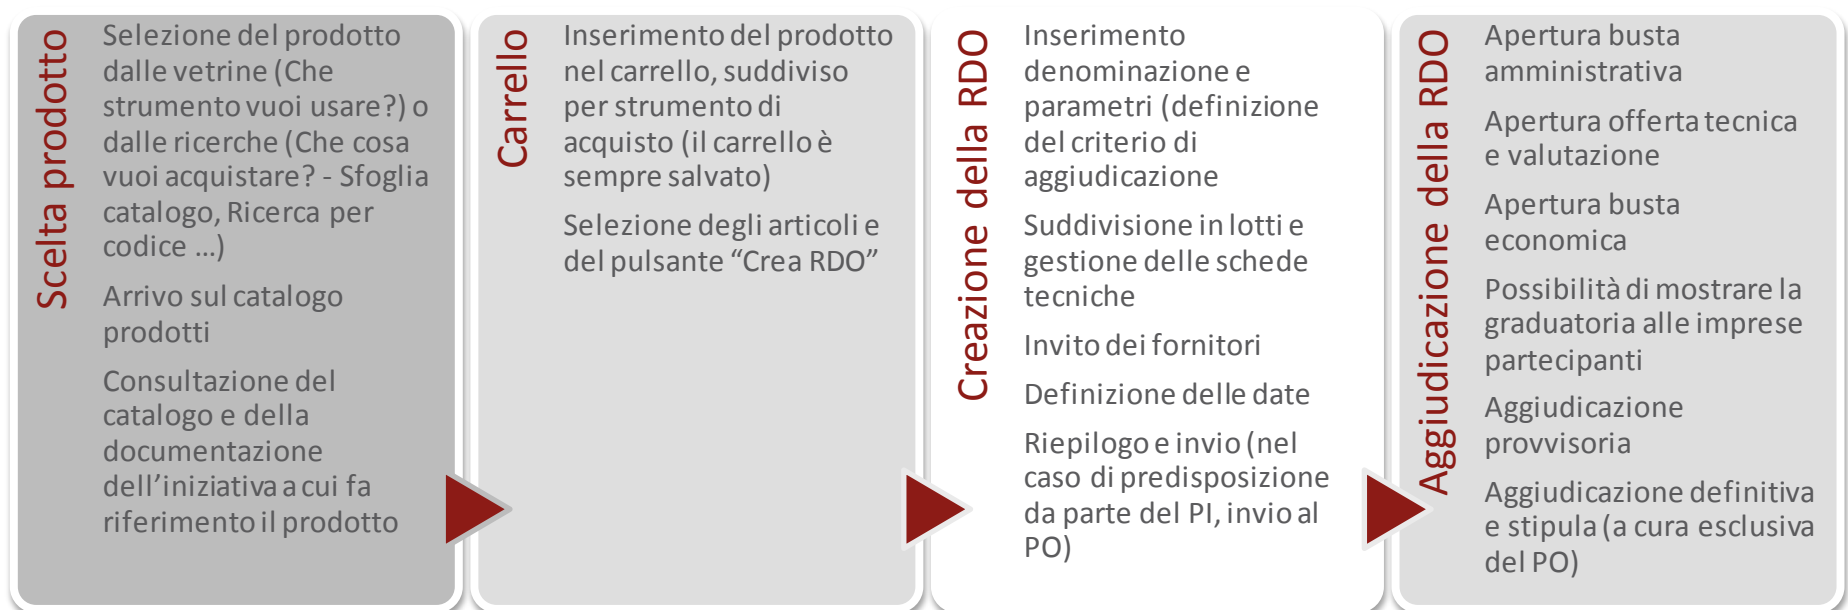 Scelta prodotto
Selezione del prodotto
dalle vetrine (Che
strumento vuoi usare?) o
dalle ricerche (Che cosa
vuoi acquistare? - Sfoglia
catalogo, Ricerca per
codice …)
Arrivo sul catalogo
prodotti
Consultazione del
catalogo e della
documentazione
dell’iniziativa a cui fa
riferimento il prodotto
Carrello
Inserimento del prodotto
nel carrello, suddiviso
per strumento di
acquisto (il carrello è
sempre salvato)
Selezione degli articoli e
del pulsante “Crea RDO”
Creazione della RDO
Inserimento
denominazione e
parametri (definizione
del criterio di
aggiudicazione
Suddivisione in lotti e
gestione delle schede
tecniche
Invito dei fornitori
Definizione delle date
Riepilogo e invio (nel
caso di predisposizione
da parte del PI, invio al
PO)
Aggiudicazione della RDO
Apertura busta
amministrativa
Apertura offerta tecnica
e valutazione
Apertura busta
economica
Possibilità di mostrare la
graduatoria alle imprese
partecipanti
Aggiudicazione
provvisoria
Aggiudicazione definitiva
e stipula (a cura esclusiva
del PO)